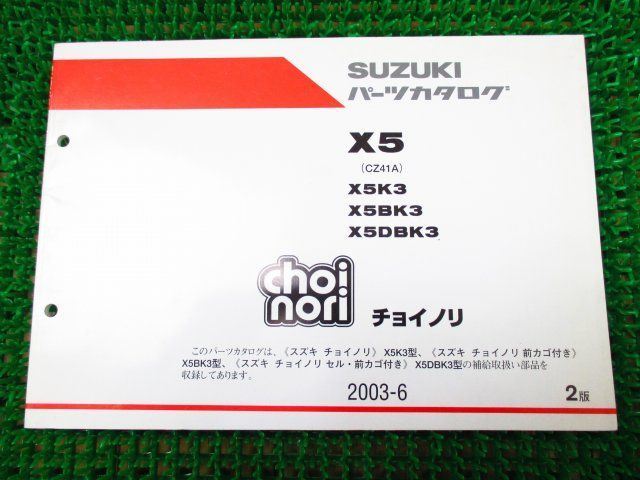 SUZUKI
パーツカタログ
X5
(CZ41A)
X5K3
X5BK3
X5DBK3
choi
nori
チョイノリ
このパーツカタログは、《スズキ チョイノリ》 X5K3型、《スズキ チョイノリ 前カゴ付き》
X5BK3型、《スズキ チョイノリ セル・前カゴ付き》 X5DBK3型の補給取扱い部品を
収録してあります。
2003-6
2版